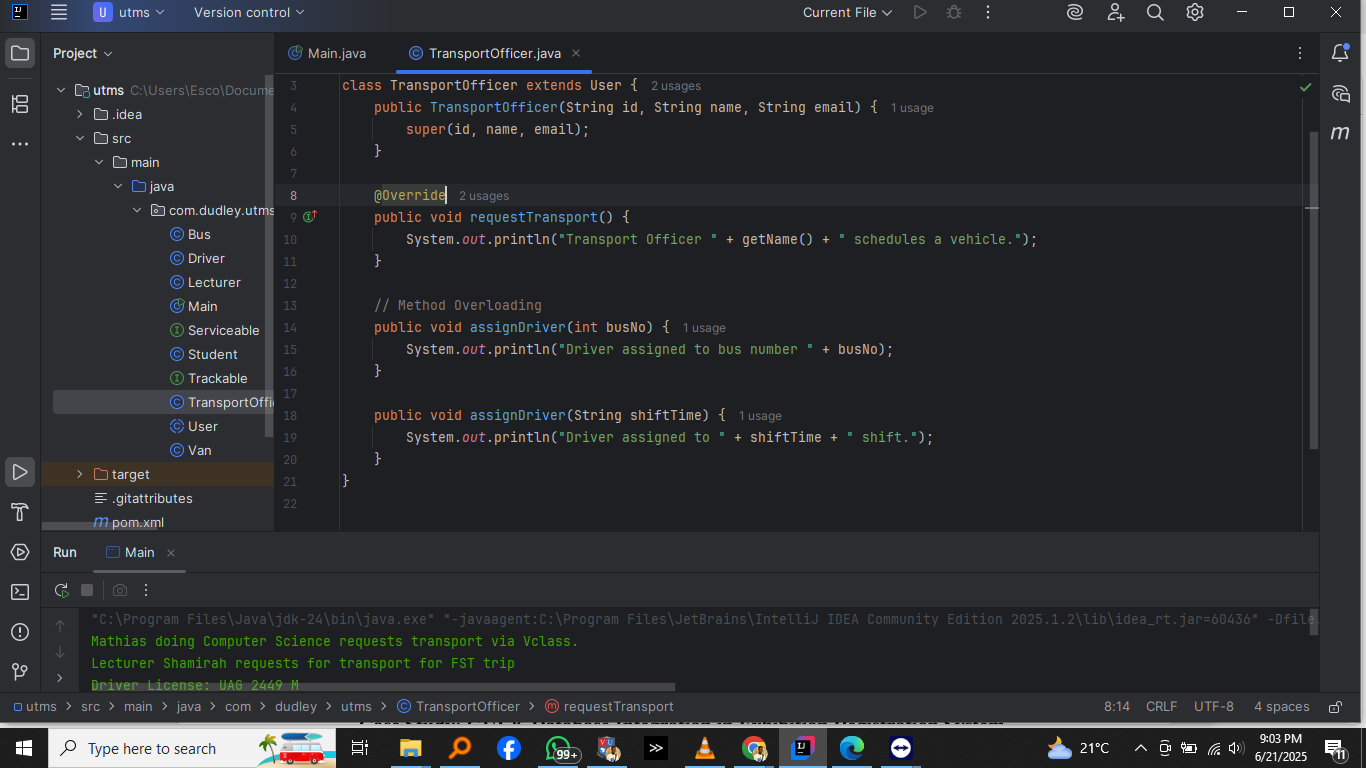 utms
Version control
Current File
Project
Main.java
TransportOfficer.java
utms C:\Users\Esco\Docume
.idea
src
main
java
com.dudley.utms
Bus
Driver
Lecturer
Main
Serviceable
Student
Trackable
TransportOffic
User
Van
target
.gitattributes
pom.xml
3 class TransportOfficer extends User { 2 usages
4 public TransportOfficer(String id, String name, String email) { 1 usage
5 super(id, name, email);
6 }
7
8 @Override 2 usages
9 public void requestTransport() {
10 System.out.println("Transport Officer " + getName() + " schedules a vehicle.");
11 }
12
13 // Method Overloading
14 public void assignDriver(int busNo) { 1 usage
15 System.out.println("Driver assigned to bus number " + busNo);
16 }
17
18 public void assignDriver(String shiftTime) { 1 usage
19 System.out.println("Driver assigned to " + shiftTime + " shift.");
20 }
21 }
22
Run
Main
"C:\Program Files\Java\jdk-24\bin\java.exe" "-javaagent:C:\Program Files\JetBrains\IntelliJ IDEA Community Edition 2025.1.2\lib\idea_rt.jar=60436" -Dfile.
Mathias doing Computer Science requests transport via Vclass.
Lecturer Shamirah requests for transport for FST trip
Driver License: UAG 2449 M
utms > src > main > java > com > dudley > utms > TransportOfficer > requestTransport
8:14 CRLF UTF-8 4 spaces
Type here to search
99+
21°C
9:03 PM
6/21/2025
11